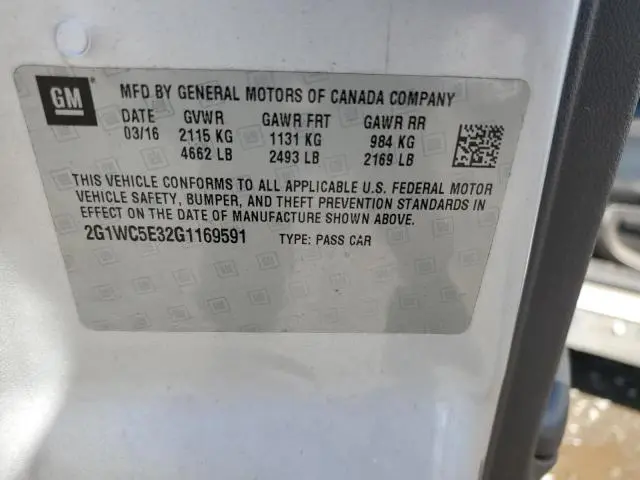 GM
MFD BY GENERAL MOTORS OF CANADA COMPANY
DATE GVWR GAWR FRT GAWR RR
03/16 2115 KG 1131 KG 984 KG
4662 LB 2493 LB 2169 LB
THIS VEHICLE CONFORMS TO ALL APPLICABLE U.S. FEDERAL MOTOR
VEHICLE SAFETY, BUMPER, AND THEFT PREVENTION STANDARDS IN
EFFECT ON THE DATE OF MANUFACTURE SHOWN ABOVE.
2G1WC5E32G1169591 TYPE: PASS CAR